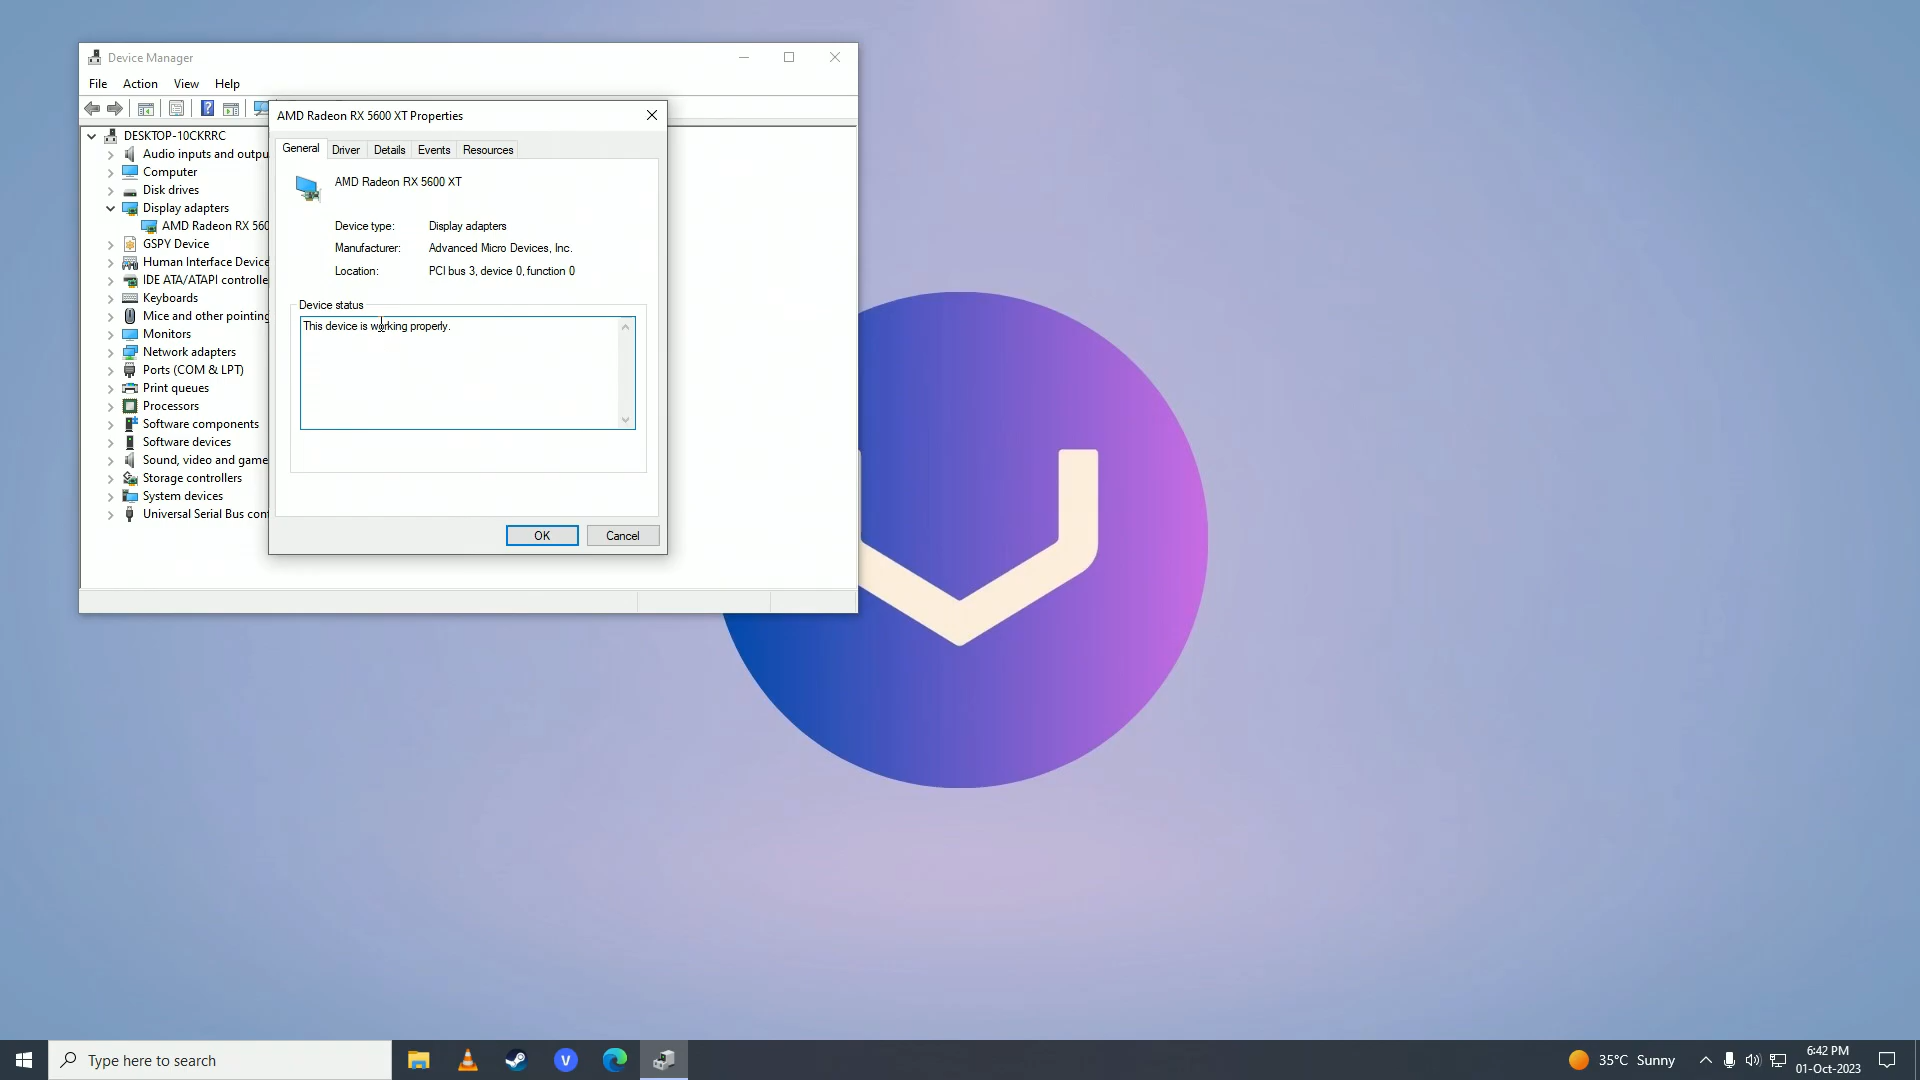 Device Manager
File Action View Help
AMD Radeon RX 5600 XT Properties
General Driver Details Events Resources
AMD Radeon RX 5600 XT
Device type: Display adapters
Manufacturer: Advanced Micro Devices, Inc.
Location: PCI bus 3, device 0, function 0
Device status
This device is working properly.
OK Cancel
DESKTOP-10CKRRC
Audio inputs and outpu
Computer
Disk drives
Display adapters
AMD Radeon RX 560
GSPY Device
Human Interface Device
IDE ATA/ATAPI controlle
Keyboards
Mice and other pointing
Monitors
Network adapters
Ports (COM & LPT)
Print queues
Processors
Software components
Software devices
Sound, video and game
Storage controllers
System devices
Universal Serial Bus cont
Type here to search
V
35°C Sunny
6:42 PM
01-Oct-2023